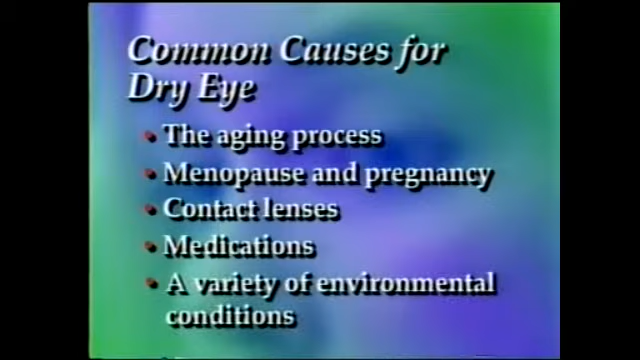 Common Causes for
Dry Eye
• The aging process
• Menopause and pregnancy
• Contact lenses
• Medications
• A variety of environmental
conditions